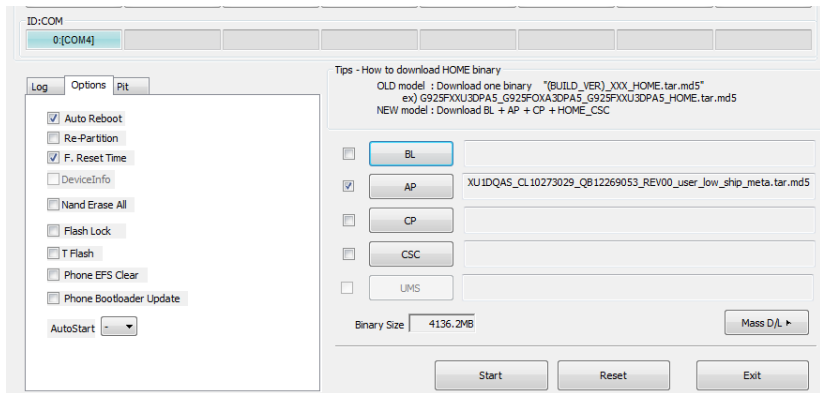 ID:COM
0:[COM4]
Log Options Pit
Auto Reboot
Re-Partition
F. Reset Time
DeviceInfo
Nand Erase All
Flash Lock
T Flash
Phone EFS Clear
Phone Bootloader Update
AutoStart -
Tips - How to download HOME binary
OLD model : Download one binary "(BUILD_VER)_XXX_HOME.tar.md5"
ex) G925FXXU3DPA5_G925FOXA3DPA5_G925FXXU3DPA5_HOME.tar.md5
NEW model : Download BL + AP + CP + HOME_CSC
BL
AP XU1DQAS_CL10273029_QB12269053_REV00_user_low_ship_meta.tar.md5
CP
CSC
UMS
Binary Size 4136.2MB Mass D/L
Start Reset Exit